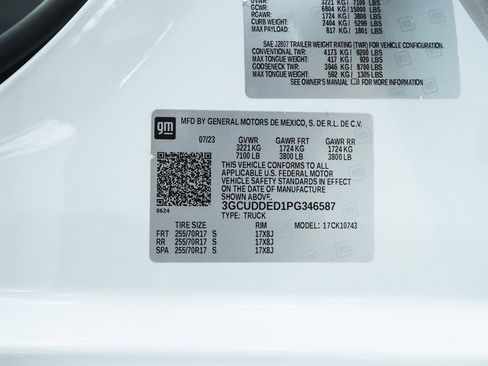 GVWR 3221 KG / 7100 LBS
GCWR: 6804 KG / 15000 LBS
RGAWR: 1724 KG / 3800 LBS
CURB WEIGHT: 2404 KG / 5299 LBS
MAX PAYLOAD: 817 KG / 1801 LBS
SAE J2807 TRAILER WEIGHT RATING (TWR) FOR VEHICLE CONFIGURATION.
CONVENTIONAL TWR: 4173 KG / 9200 LBS
MAX TONGUE WEIGHT: 417 KG / 920 LBS
GOOSENECK TWR: 3946 KG / 8700 LBS
MAX TONGUE WEIGHT: 592 KG / 1305 LBS
SEE OWNER'S MANUAL FOR MORE INFORMATION
gm
MFD BY GENERAL MOTORS DE MEXICO, S. DE R.L. DE C.V.
07/23 GVWR GAWR FRT GAWR RR
3221 KG 1724 KG 1724 KG
7100 LB 3800 LB 3800 LB
THIS VEHICLE CONFORMS TO ALL
APPLICABLE U.S. FEDERAL MOTOR
VEHICLE SAFETY STANDARDS IN EFFECT
ON THE DATE OF MANUFACTURE
SHOWN ABOVE.
8624 3GCUDDED1PG346587
TYPE: TRUCK
TIRE SIZE RIM MODEL: 17CK10743
FRT 255/70R17 S 17X8J
RR 255/70R17 S 17X8J
SPA 255/70R17 S 17X8J